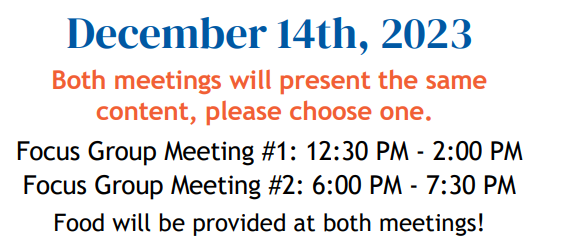 December 14th, 2023
Both meetings will present the same
content, please choose one.
Focus Group Meeting #1: 12:30 PM - 2:00 PM
Focus Group Meeting #2: 6:00 PM - 7:30 PM
Food will be provided at both meetings!